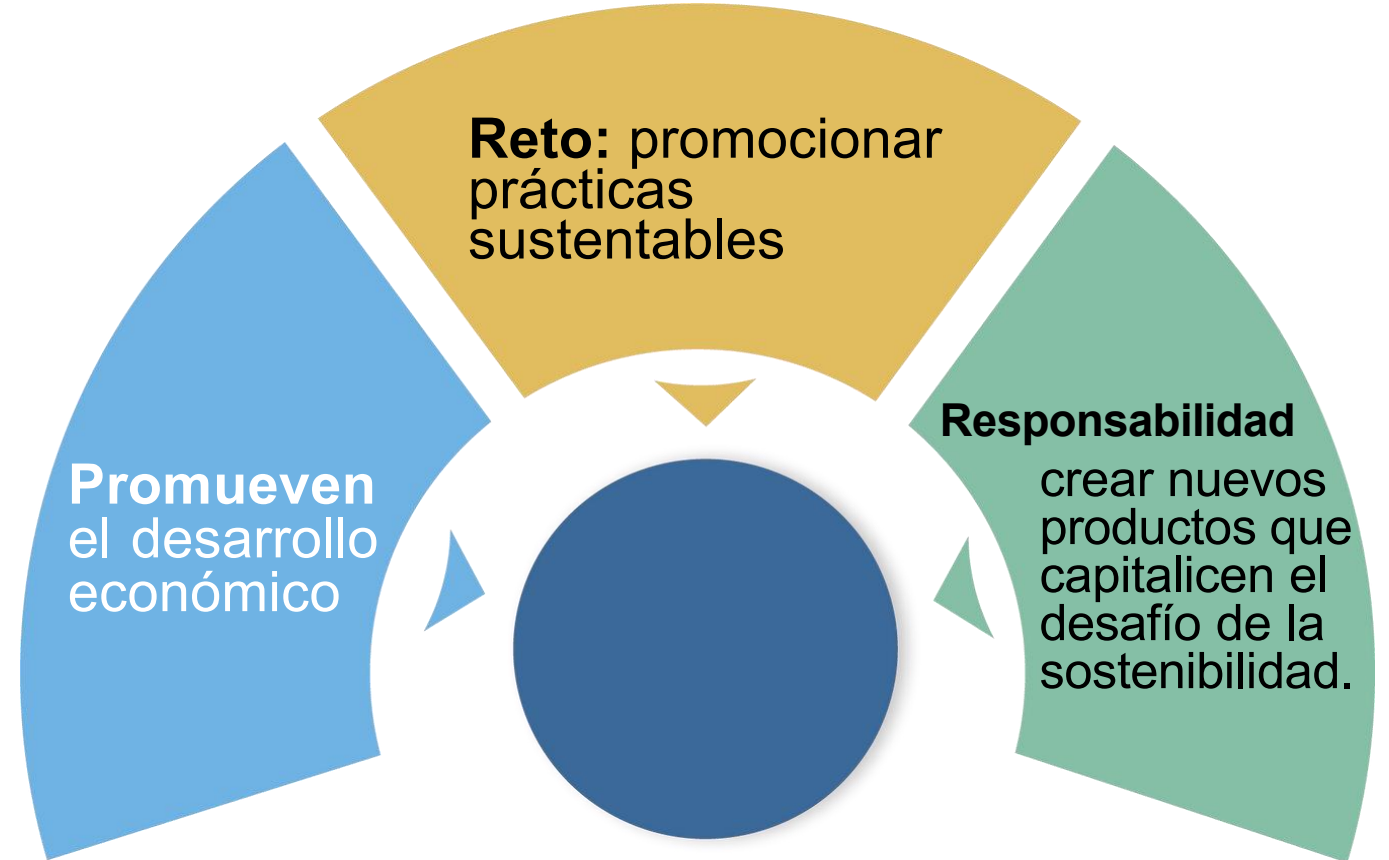 Promueven
el desarrollo
económico
Reto: promocionar
prácticas
sustentables
Responsabilidad
crear nuevos
productos que
capitalicen el
desafío de la
sostenibilidad.